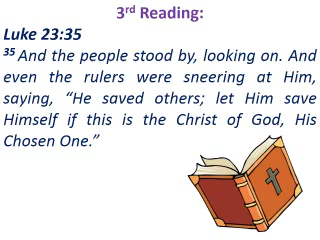 3rd Reading:
Luke 23:35
35 And the people stood by, looking on. And
even the rulers were sneering at Him,
saying, “He saved others; let Him save
Himself if this is the Christ of God, His
Chosen One.”